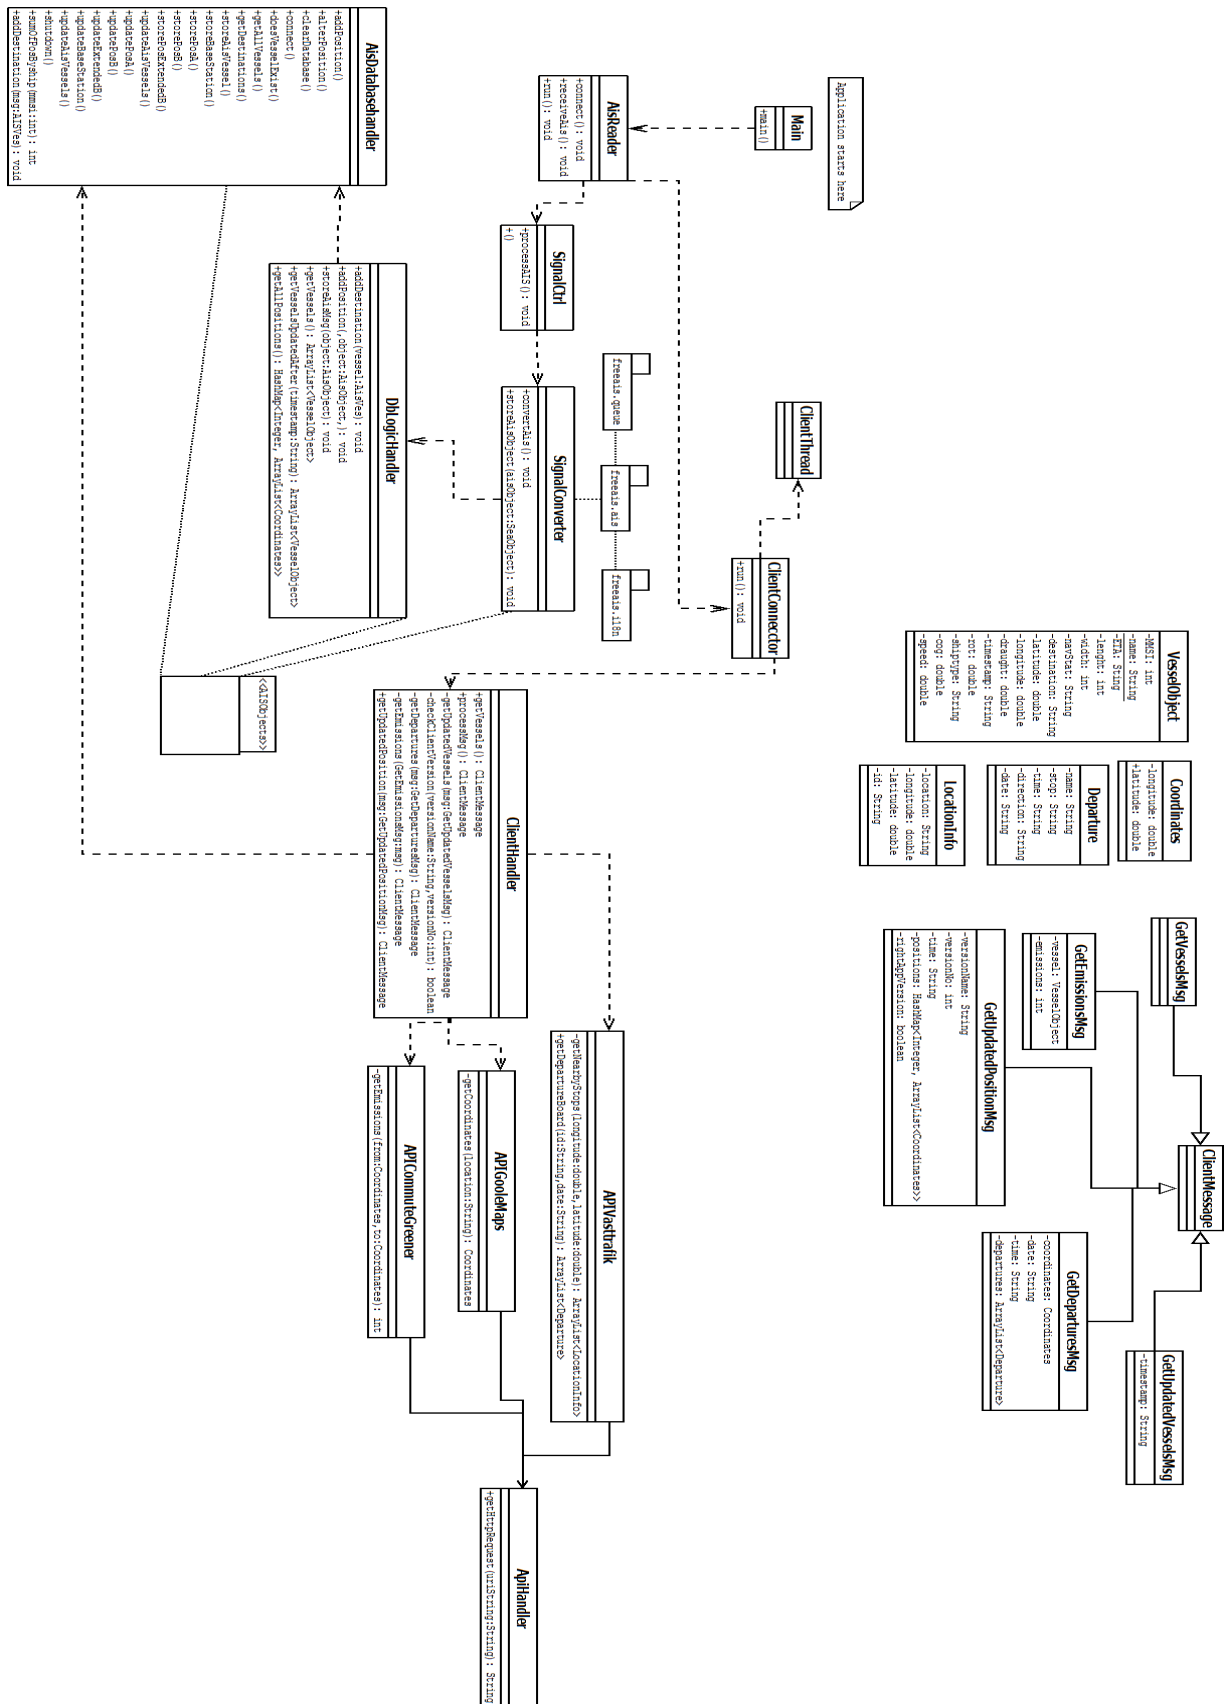 Application starts here
Main
+main()
AisReader
+connect(): void
+receiveAis(): void
+run(): void
SignalCtrl
+processAIS(): void
+()
SignalConverter
+convertAis(): void
+storeAisObject(aisObject:SeaObject): void
freeais.queue
freeais.ais
freeais.i18n
ClientThread
ClientConnecctor
+run(): void
AisDatabasehandler
+addPosition()
+alterPosition()
+clearDatabase()
+connect()
+doesVesselExist()
+getAllVessels()
+getDestinations()
+storeAisVessel()
+storeBaseStation()
+storePosA()
+storePosB()
+storePosExtendedB()
+updateAisVessels()
+updatePosA()
+updatePosB()
+updateExtendedB()
+updateBaseStation()
+updateAisVessels()
+shutdown()
+sumOfPosByship(mmsi:int): int
+addDestination(msg:AISVes): void
DbLogicHandler
+addDestination(vessel:AisVes): void
+addPosition(,object:AisObject,): void
+storeAisMsg(object:AisObject): void
+getVessels(): ArrayList<VesselObject>
+getVesselsUpdatedAfter(timestamp:String): ArrayList<VesselObject>
+getAllPositions(): HashMap<Integer, ArrayList<Coordinates>>
<<AISObjects>>
ClientHandler
+getVessels(): ClientMessage
+processMsg(): ClientMessage
-getUpdatedVessels(msg:GetUpdatedVesselsMsg): ClientMessage
-checkClientVersion(versionName:String,versionNo:int): boolean
-getDepartures(msg:GetDeparturesMsg): ClientMessage
-getEmissions(GetEmissionsMsg:msg): ClientMessage
+getUpdatedPosition(msg:GetUpdatedPositionMsg): ClientMessage
VesselObject
-MMSI: int
-name: String
-ETA: Sting
-lenght: int
-width: int
-navStat: String
-destination: String
-latitude: double
-longitude: double
-draught: double
-timestamp: String
-rot: double
-shiptype: String
-cog: double
-speed: double
Coordinates
-longitude: double
+latitude: double
Departure
-name: String
-stop: String
-time: String
-direction: String
-date: String
LocationInfo
-location: String
-longitude: double
-latitude: double
-id: String
GetVesselsMsg
GetEmissionsMsg
-vessel: VesselObject
-emissions: int
GetUpdatedPositionMsg
-versionName: String
-versionNo: int
-time: String
-positions: HashMap<Integer, ArrayList<Coordinates>>
-rightAppVersion: boolean
ClientMessage
GetDeparturesMsg
-coordinates: Coordinates
-date: String
-time: String
-departures: ArrayList<Departure>
GetUpdatedVesselsMsg
-timestamp: String
APIVasttrafik
-getNearbyStops(longitude:double,latitude:double): ArrayList<LocationInfo>
+getDepartureBoard(id:String,date:String): ArrayList<Departure>
APIGooleMaps
-getCoordinates(location:String): Coordinates
APICommuteGreener
-getEmissions(from:Coordinates,to:Coordinates): int
ApiHandler
+getHttpRequest(uriString:String): String